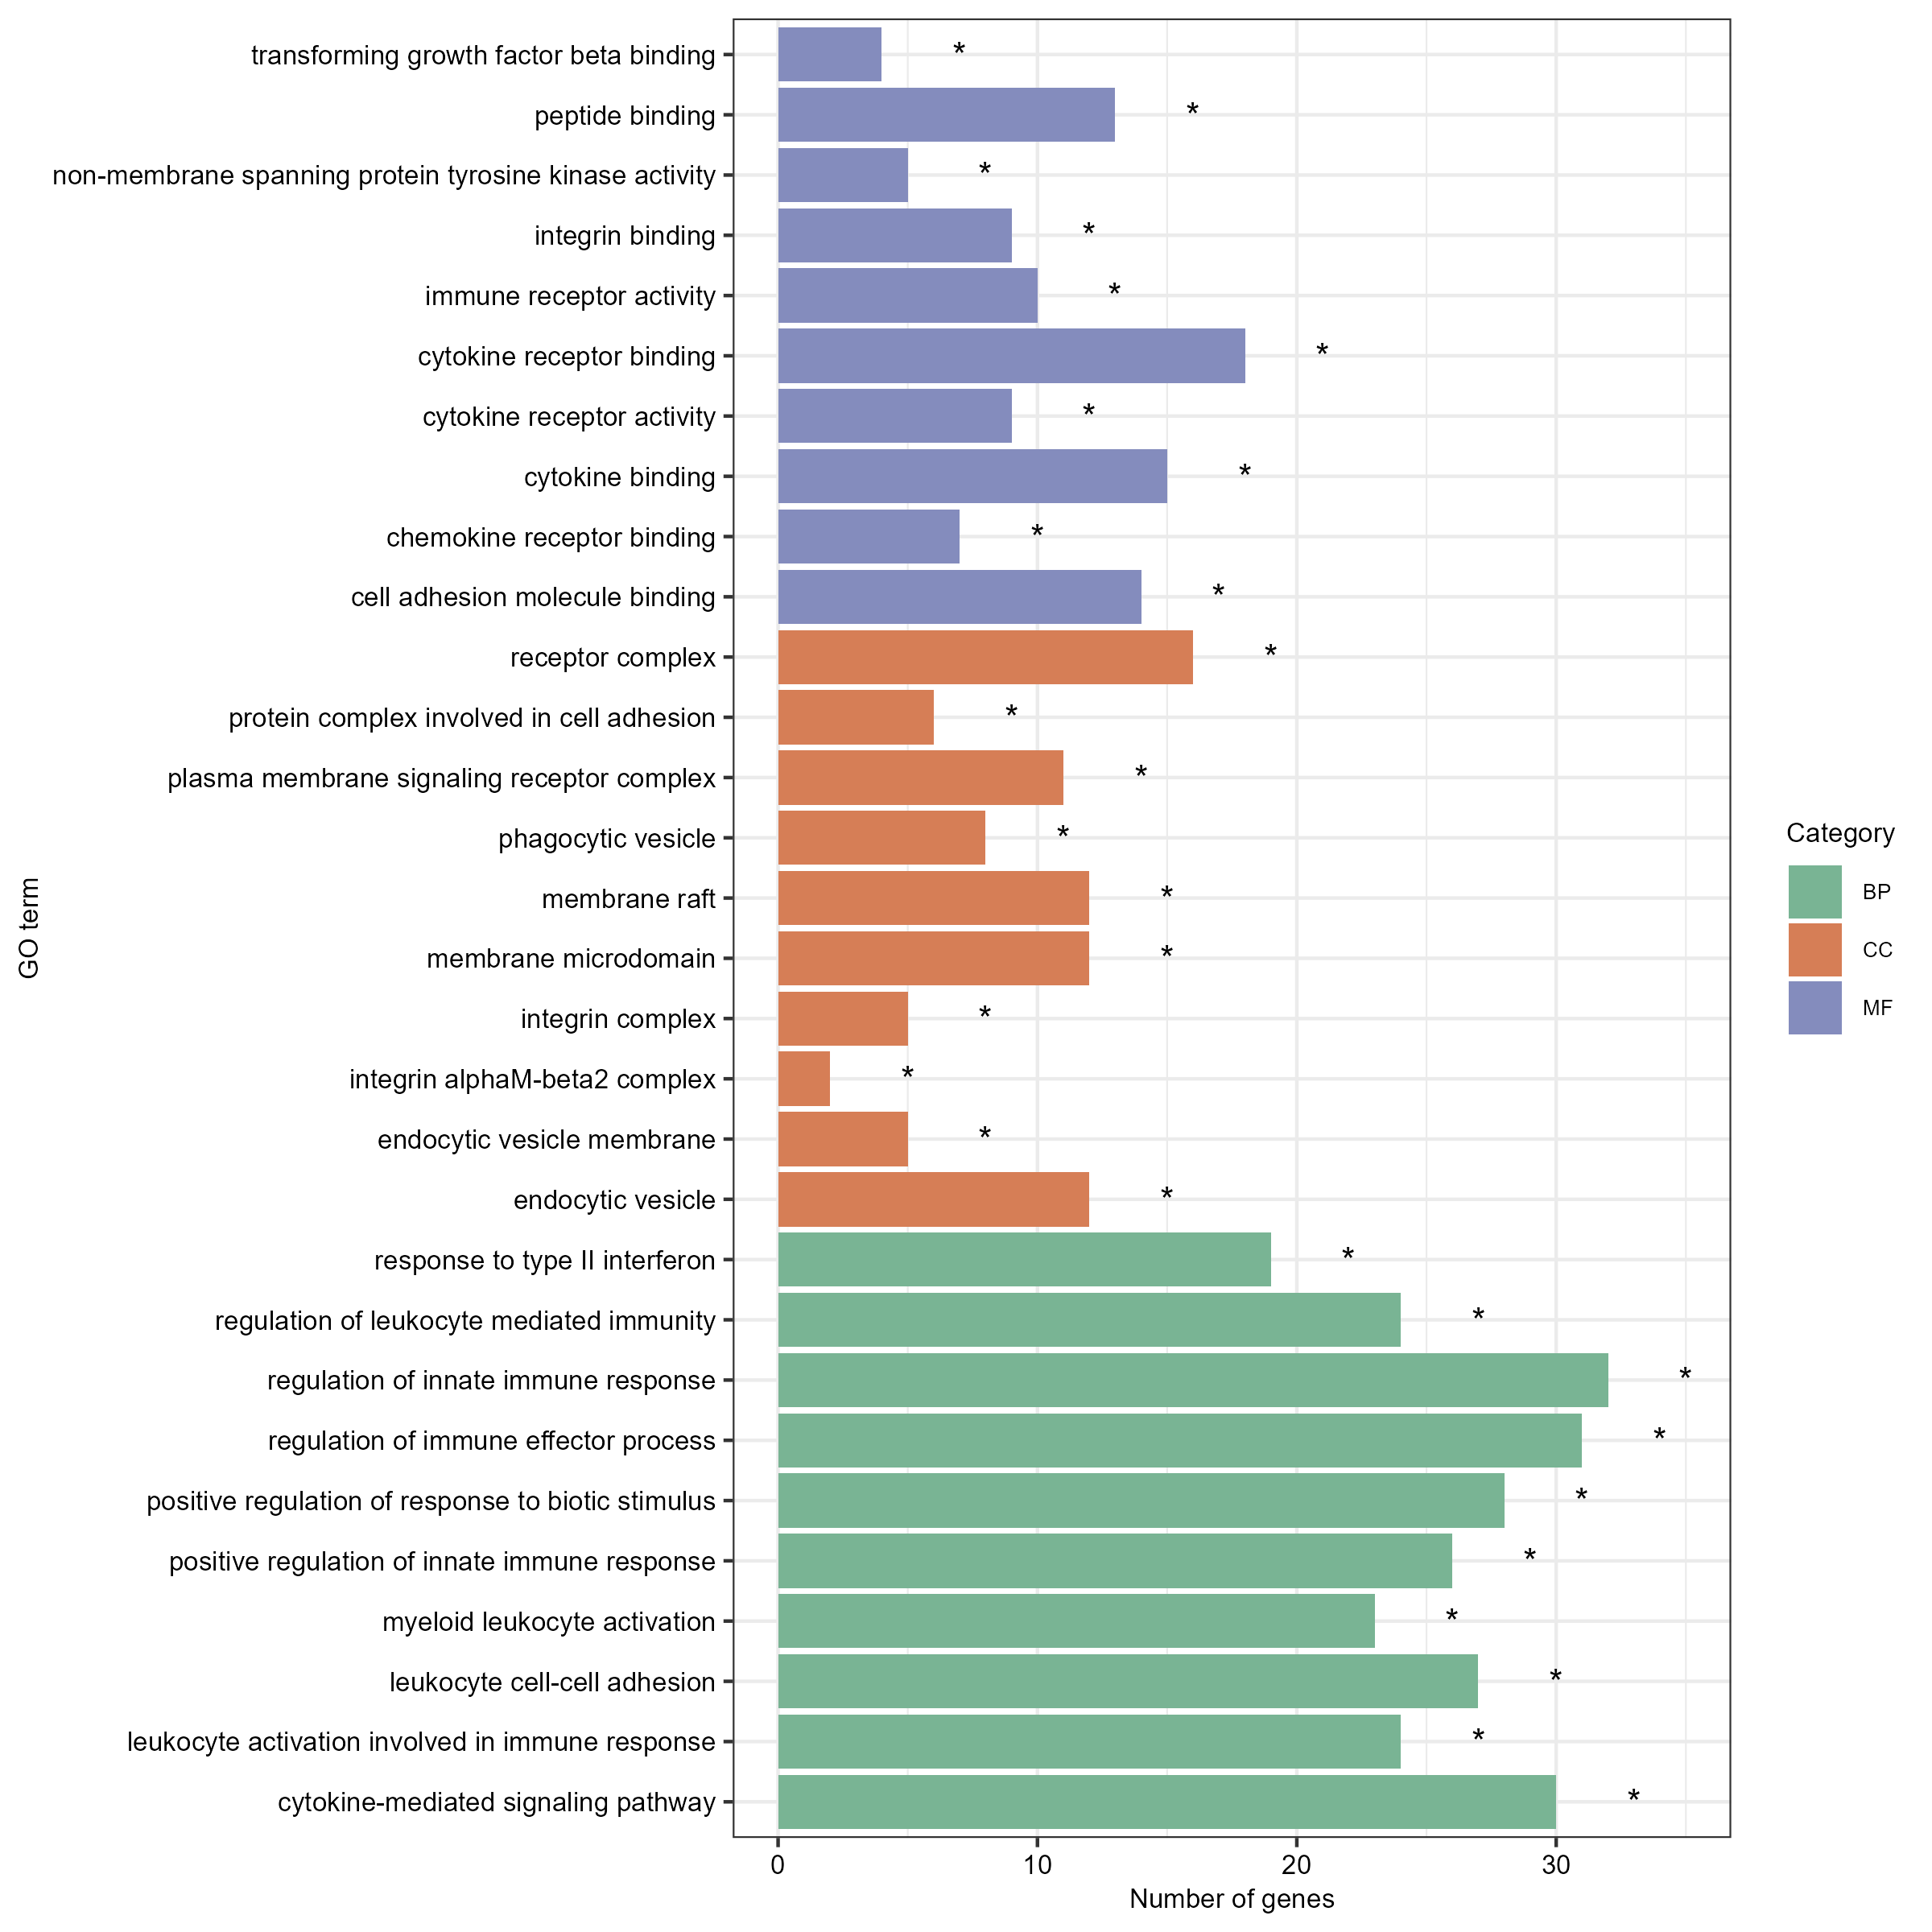 transforming growth factor beta binding *
peptide binding *
non-membrane spanning protein tyrosine kinase activity *
integrin binding *
immune receptor activity *
cytokine receptor binding *
cytokine receptor activity *
cytokine binding *
chemokine receptor binding *
cell adhesion molecule binding *
receptor complex *
protein complex involved in cell adhesion *
plasma membrane signaling receptor complex *
phagocytic vesicle *
membrane raft *
membrane microdomain *
integrin complex *
integrin alphaM-beta2 complex *
endocytic vesicle membrane *
endocytic vesicle *
response to type II interferon *
regulation of leukocyte mediated immunity *
regulation of innate immune response *
regulation of immune effector process *
positive regulation of response to biotic stimulus *
positive regulation of innate immune response *
myeloid leukocyte activation *
leukocyte cell-cell adhesion *
leukocyte activation involved in immune response *
cytokine-mediated signaling pathway *
GO term
0 10 20 30
Number of genes
Category
BP
CC
MF